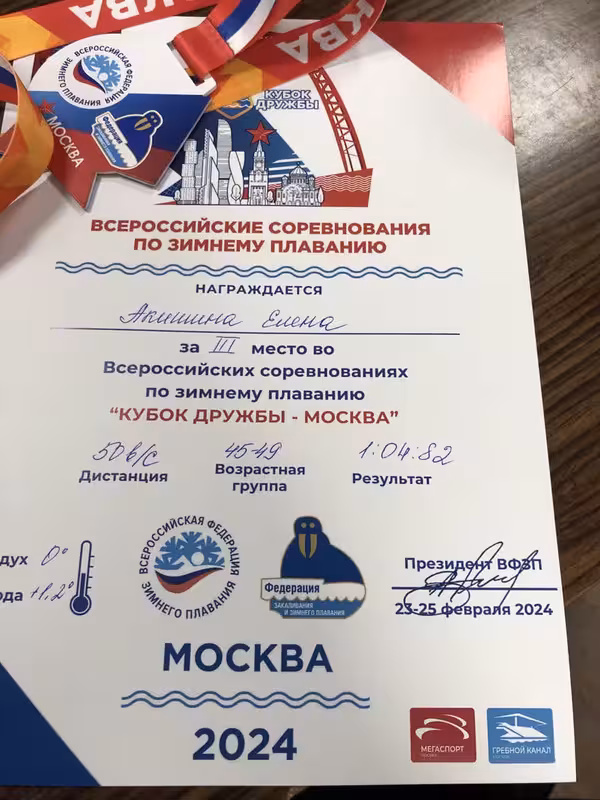 КВА
КВА
ВСЕРОССИЙСКАЯ ФЕДЕРАЦИЯ
ЗИМНЕГО ПЛАВАНИЯ
МОСКВА
Федерация
КУБОК
ДРУЖБЫ
ВСЕРОССИЙСКИЕ СОРЕВНОВАНИЯ
ПО ЗИМНЕМУ ПЛАВАНИЮ
НАГРАЖДАЕТСЯ
Акишина Елена
за III место во
Всероссийских соревнованиях
по зимнему плаванию
“КУБОК ДРУЖБЫ - МОСКВА”
50 в/с 45-49 1:04:82
Дистанция Возрастная группа Результат
дух 0°
ода +1,2°
ВСЕРОССИЙСКАЯ ФЕДЕРАЦИЯ
ЗИМНЕГО ПЛАВАНИЯ
Федерация
ЗАКАЛИВАНИЯ
И ЗИМНЕГО ПЛАВАНИЯ
Президент ВФЗП
23-25 февраля 2024
МОСКВА
2024
МЕГАСПОРТ
ГРЕБНОЙ КАНАЛ